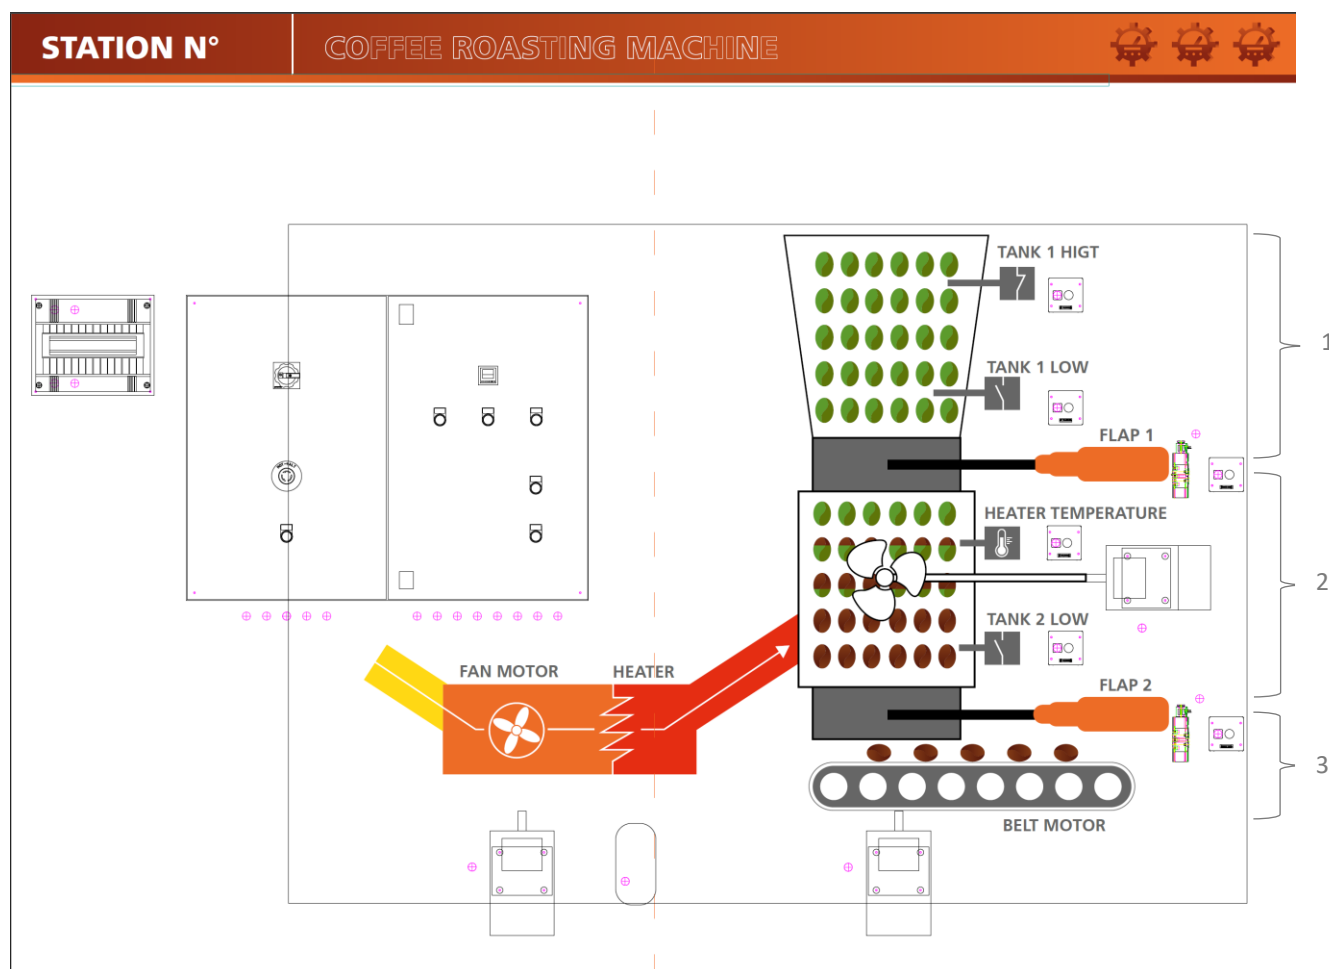 STATION N°
COFFEE ROASTING MACHINE
TANK 1 HIGT
1
TANK 1 LOW
FLAP 1
HEATER TEMPERATURE
2
TANK 2 LOW
FAN MOTOR
HEATER
FLAP 2
3
BELT MOTOR